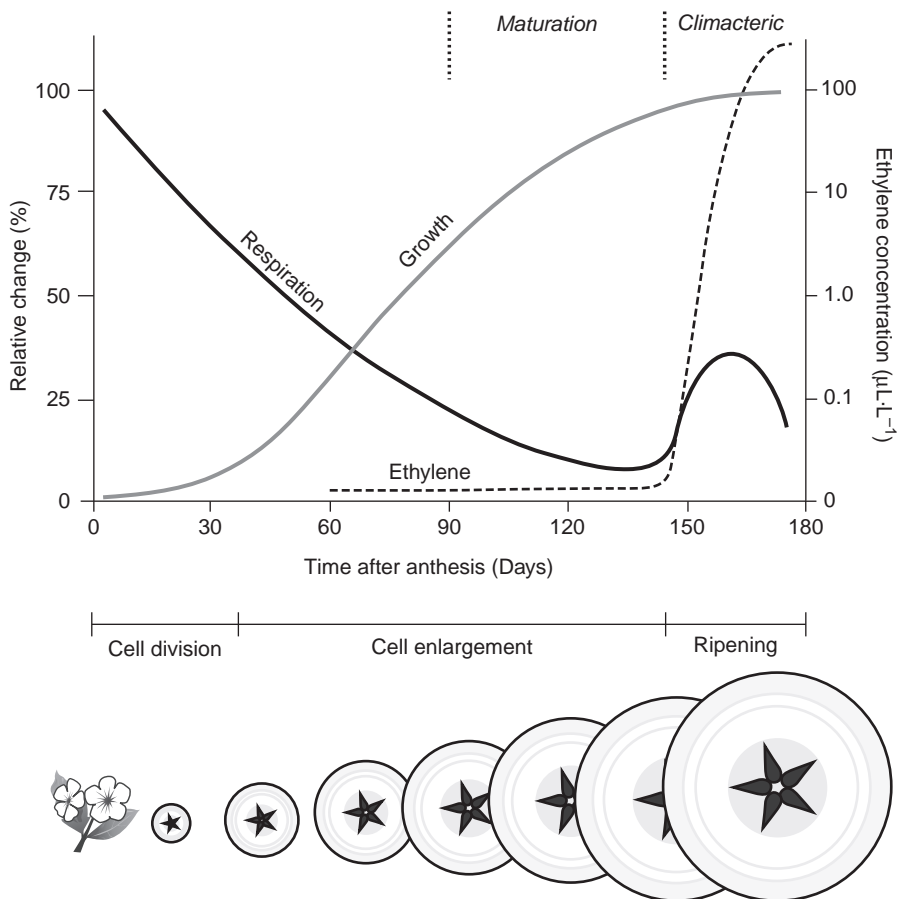 Maturation
Climacteric
100
75
50
25
0
Relative change (%)
Respiration
Growth
Ethylene
100
10
1.0
0.1
0
Ethylene concentration (μL·L⁻¹)
0 30 60 90 120 150 180
Time after anthesis (Days)
Cell division
Cell enlargement
Ripening